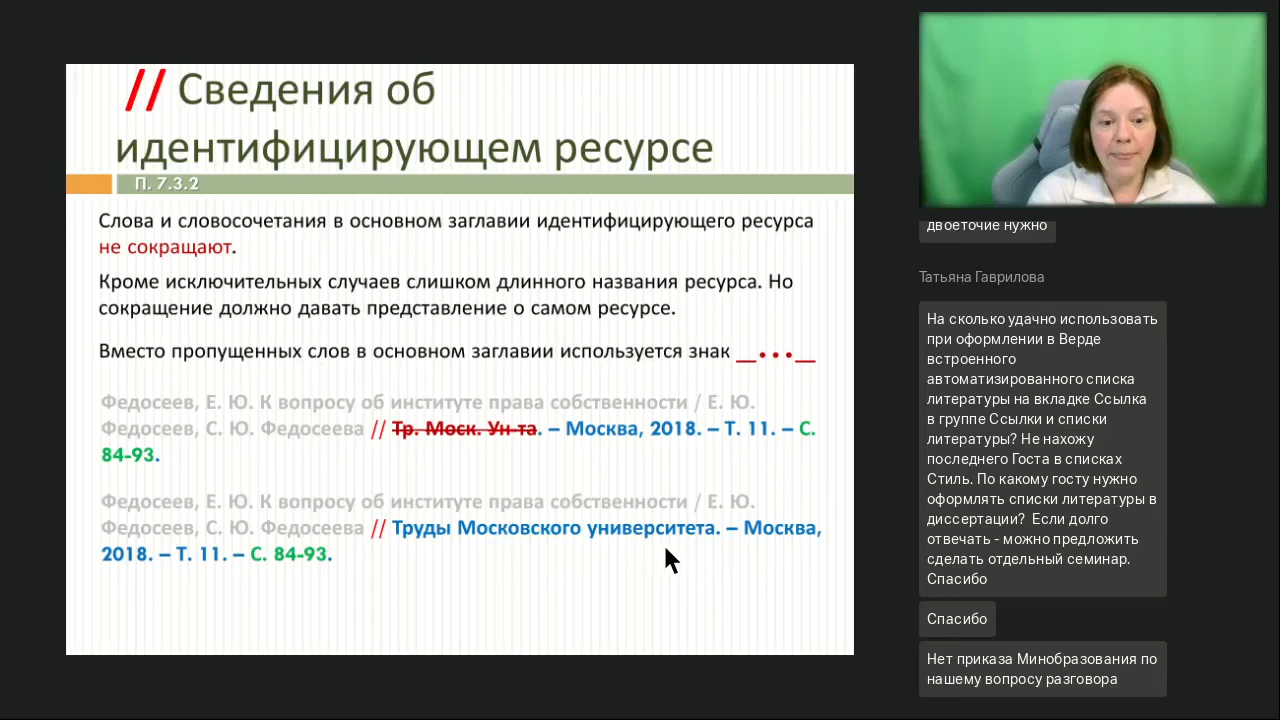 // Сведения об
идентифицирующем ресурсе
П. 7.3.2
Слова и словосочетания в основном заглавии идентифицирующего ресурса
не сокращают.
Кроме исключительных случаев слишком длинного названия ресурса. Но
сокращение должно давать представление о самом ресурсе.
Вместо пропущенных слов в основном заглавии используется знак _..._
Федосеев, Е. Ю. К вопросу об институте права собственности / Е. Ю.
Федосеев, С. Ю. Федосеева // Тр. Моск. Ун-та. – Москва, 2018. – Т. 11. – С.
84-93.
Федосеев, Е. Ю. К вопросу об институте права собственности / Е. Ю.
Федосеев, С. Ю. Федосеева // Труды Московского университета. – Москва,
2018. – Т. 11. – С. 84-93.
двоеточие нужно
Татьяна Гаврилова
На сколько удачно использовать
при оформлении в Верде
встроенного
автоматизированного списка
литературы на вкладке Ссылка
в группе Ссылки и списки
литературы? Не нахожу
последнего Госта в списках
Стиль. По какому госту нужно
оформлять списки литературы в
диссертации? Если долго
отвечать - можно предложить
сделать отдельный семинар.
Спасибо
Спасибо
Нет приказа Минобразования по
нашему вопросу разговора